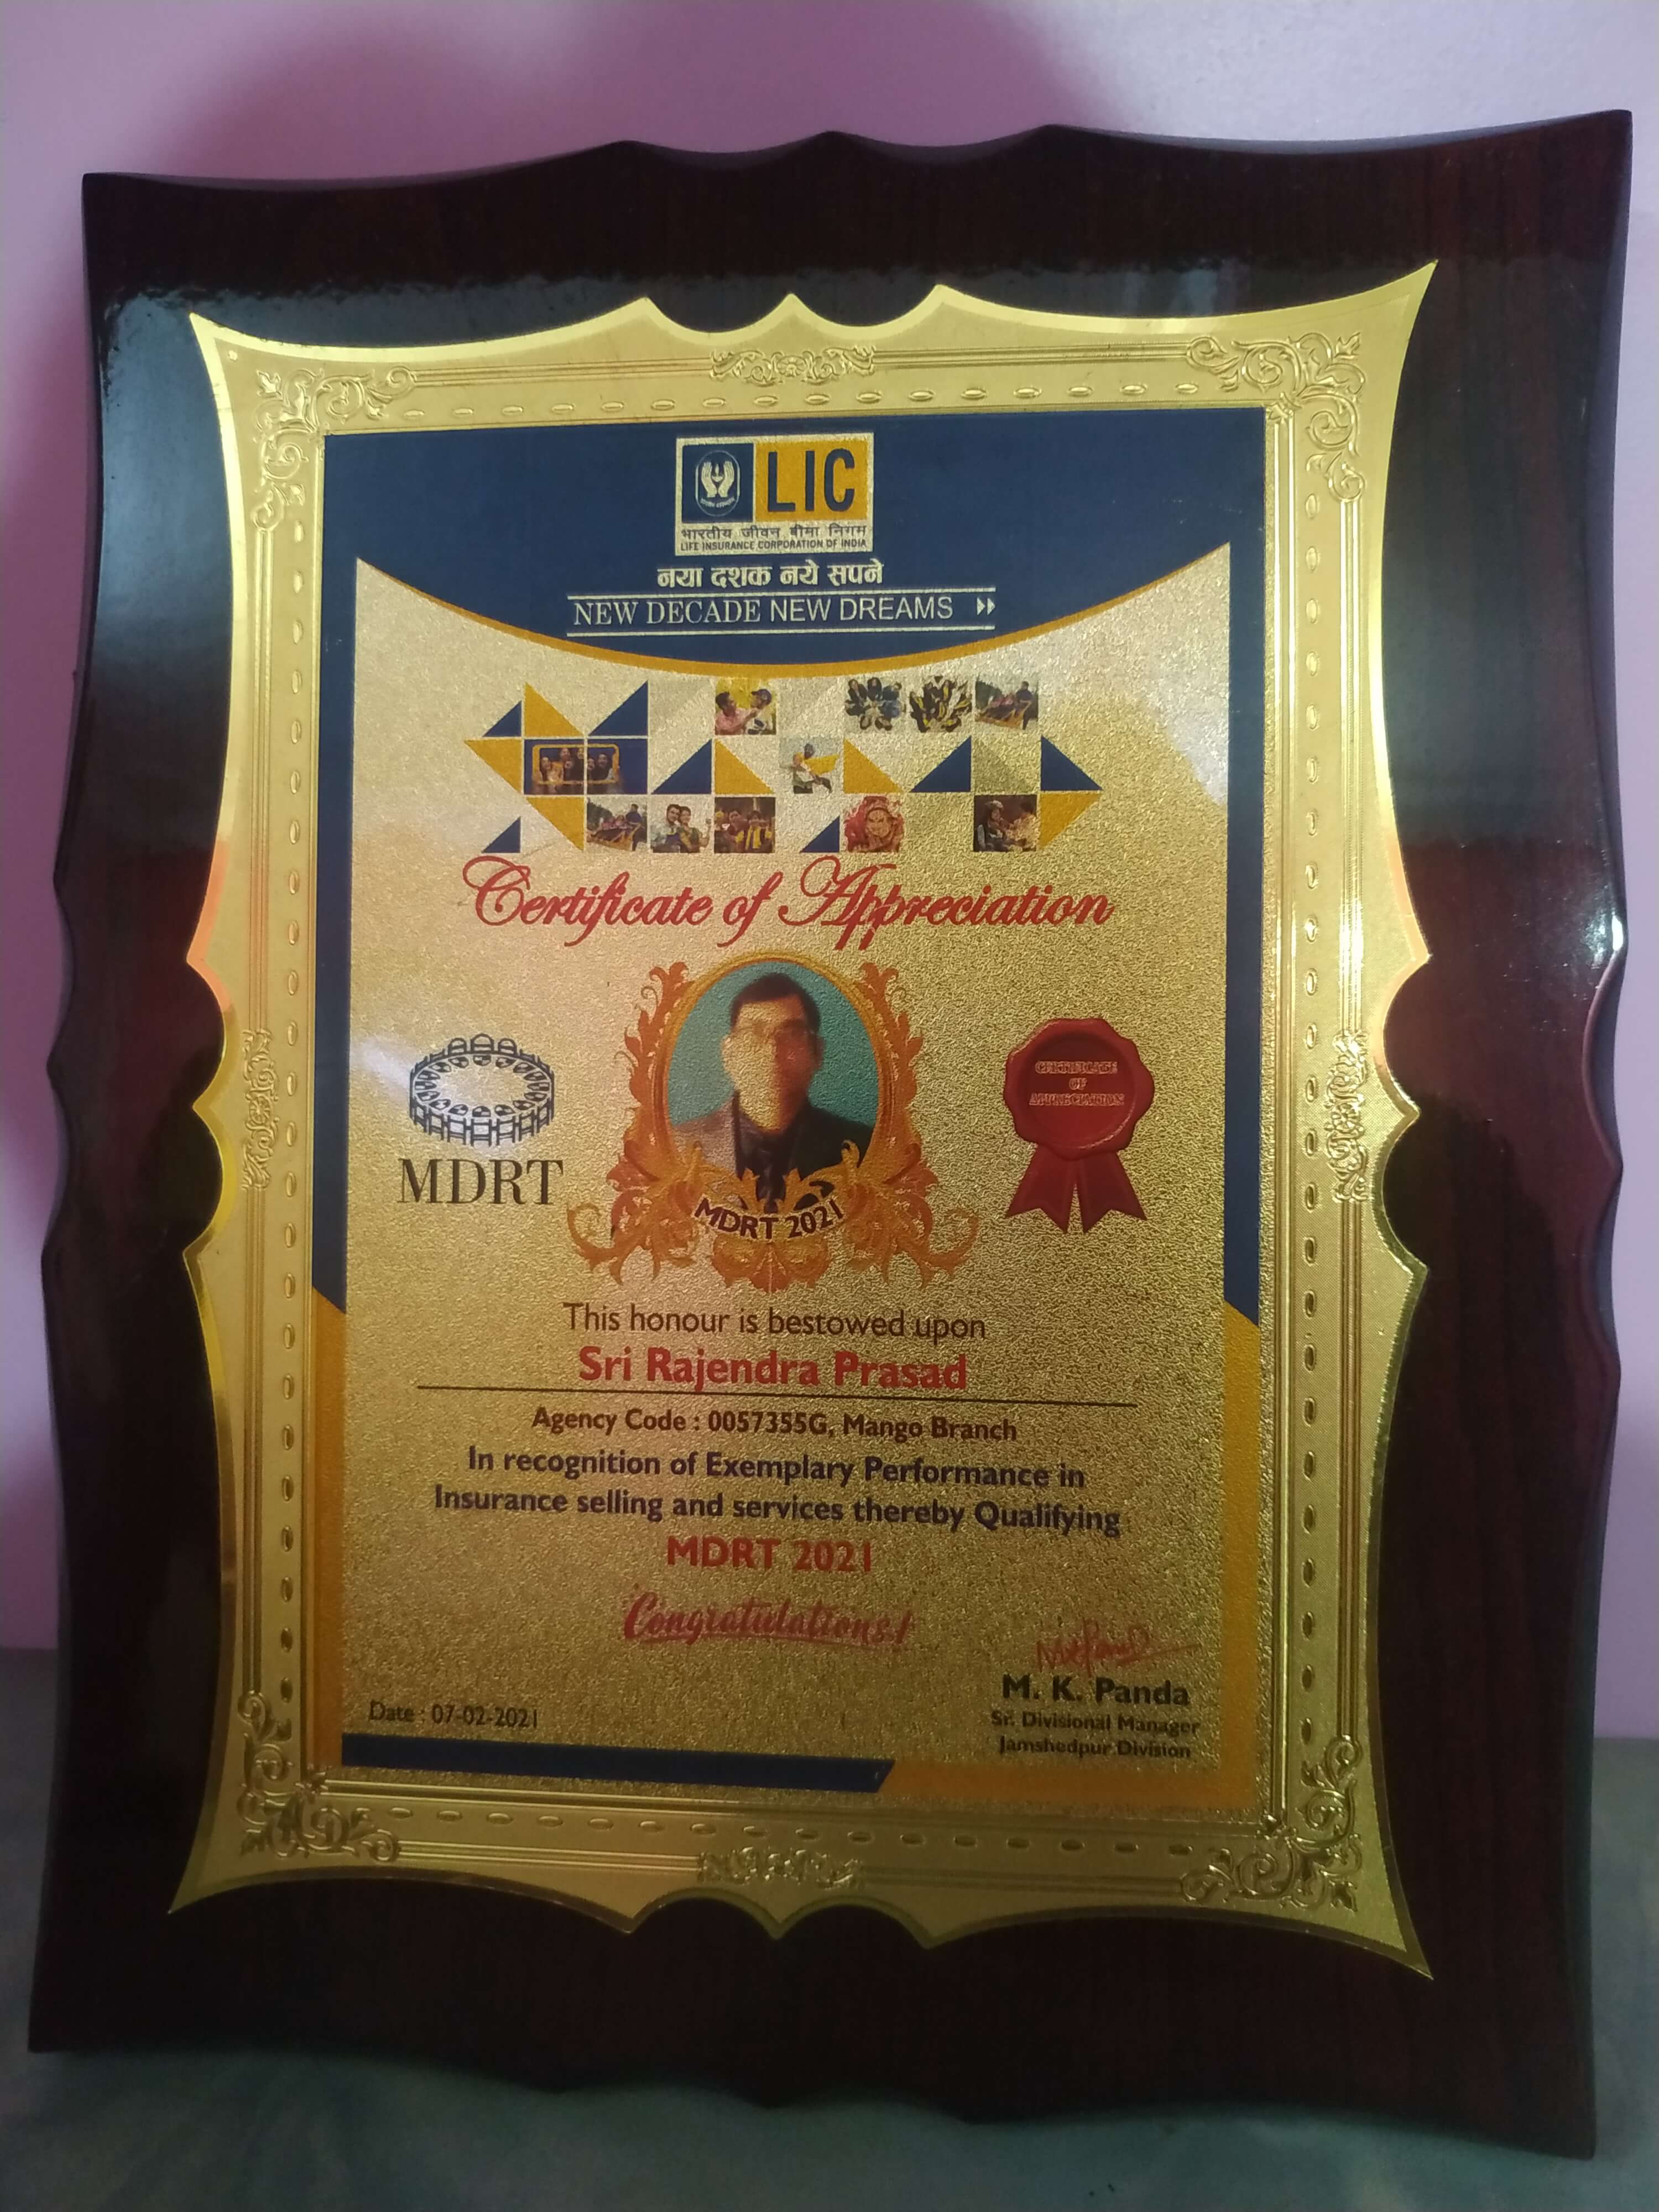 LIC
भारतीय जीवन बीमा निगम
LIFE INSURANCE CORPORATION OF INDIA
नया दशक नये सपने
NEW DECADE NEW DREAMS
Certificate of Appreciation
MDRT
MDRT 2021
CERTIFICATE
OF
APPRECIATION
This honour is bestowed upon
Sri Rajendra Prasad
Agency Code : 0057355G, Mango Branch
In recognition of Exemplary Performance in
Insurance selling and services thereby Qualifying
MDRT 2021
Congratulations!
Date : 07-02-2021
M. K. Panda
Sr. Divisional Manager
Jamshedpur Division